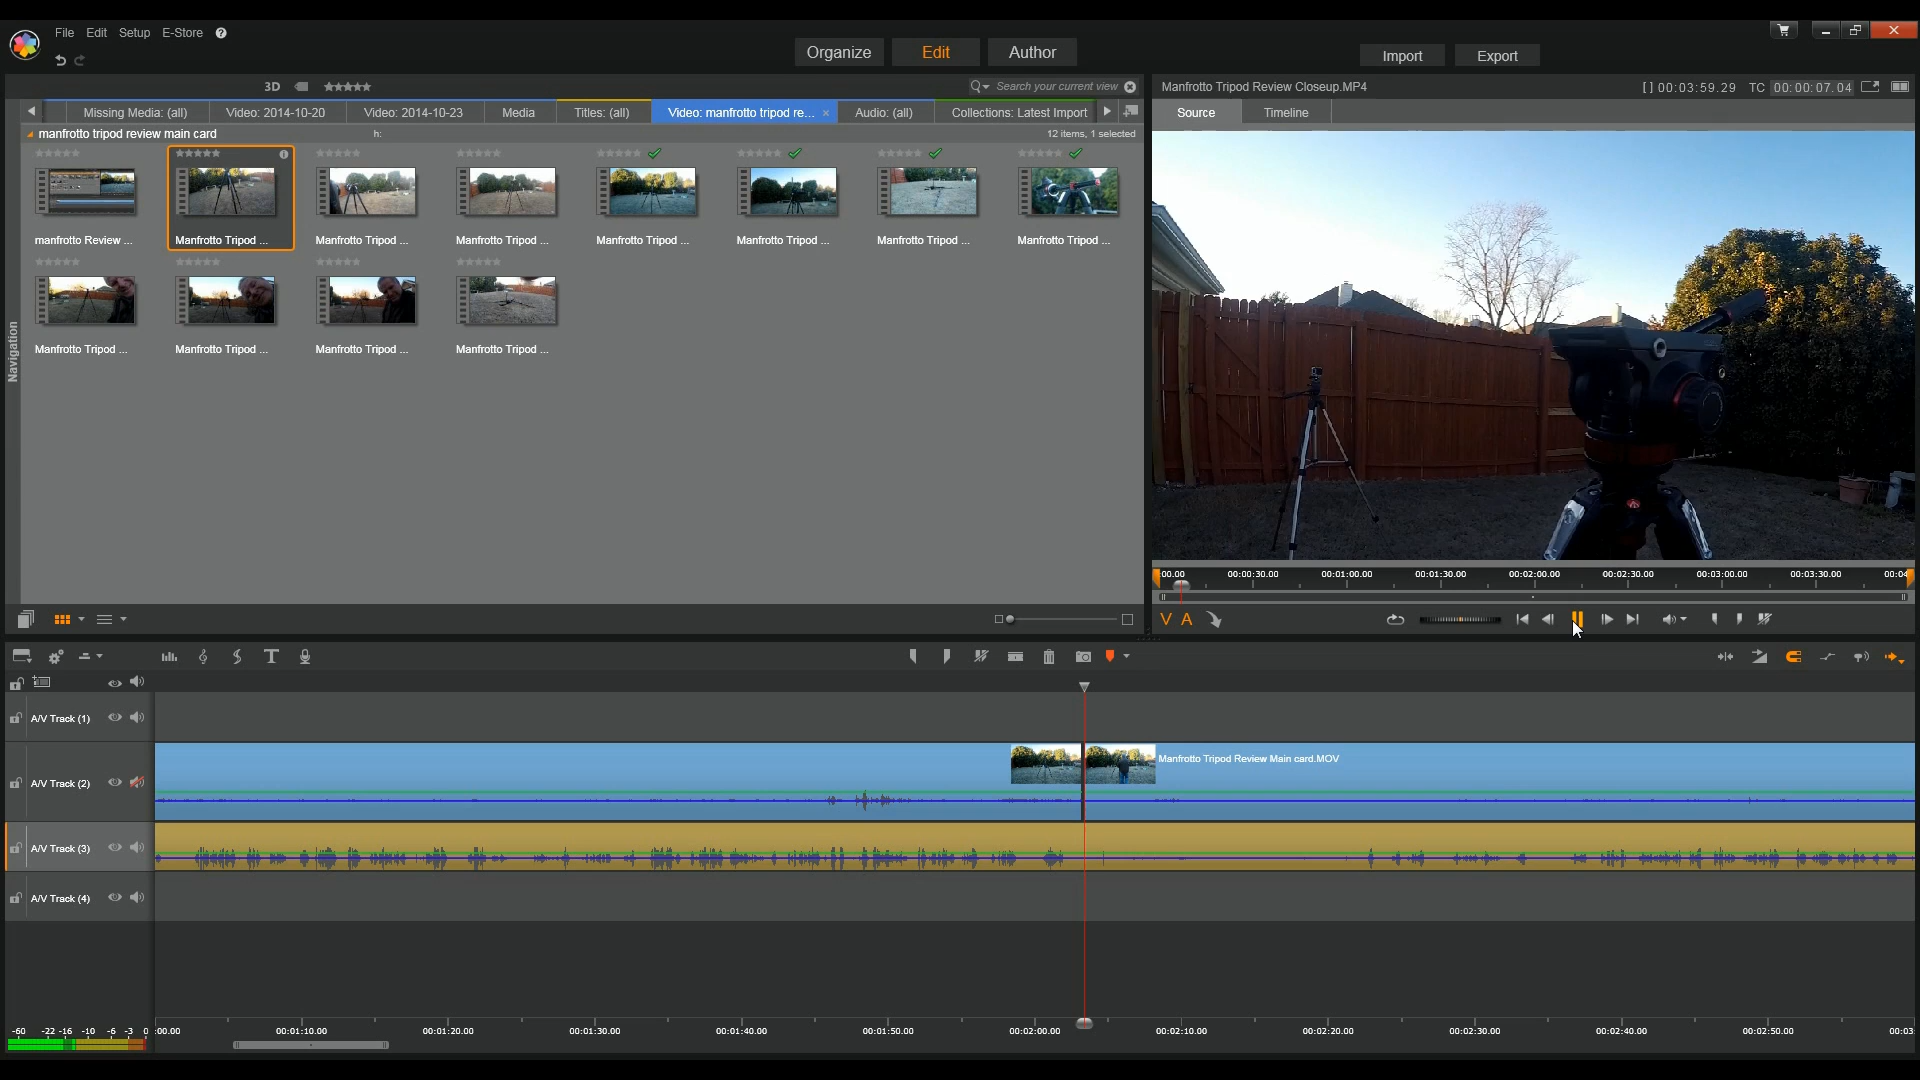 File Edit Setup E-Store ?
Organize Edit Author
Import Export
3D
Search your current view
Manfrotto Tripod Review Closeup.MP4
[ ] 00:03:59.29 TC 00:00:07.04
Missing Media: (all) Video: 2014-10-20 Video: 2014-10-23 Media Titles: (all) Video: manfrotto tripod re... × Audio: (all) Collections: Latest Import
Source Timeline
manfrotto tripod review main card h: 12 items, 1 selected
manfrotto Review ... Manfrotto Tripod ... Manfrotto Tripod ... Manfrotto Tripod ... Manfrotto Tripod ... Manfrotto Tripod ... Manfrotto Tripod ... Manfrotto Tripod ...
Manfrotto Tripod ... Manfrotto Tripod ... Manfrotto Tripod ... Manfrotto Tripod ...
Navigation
:00.00 00:00:30.00 00:01:00.00 00:01:30.00 00:02:00.00 00:02:30.00 00:03:00.00 00:03:30.00 00:04
V A
A/V Track (1)
A/V Track (2)
Manfrotto Tripod Review Main card.MOV
A/V Track (3)
A/V Track (4)
-60 -22 -16 -10 -6 -3 0
:00.00 00:01:10.00 00:01:20.00 00:01:30.00 00:01:40.00 00:01:50.00 00:02:00.00 00:02:10.00 00:02:20.00 00:02:30.00 00:02:40.00 00:02:50.00 00:03: